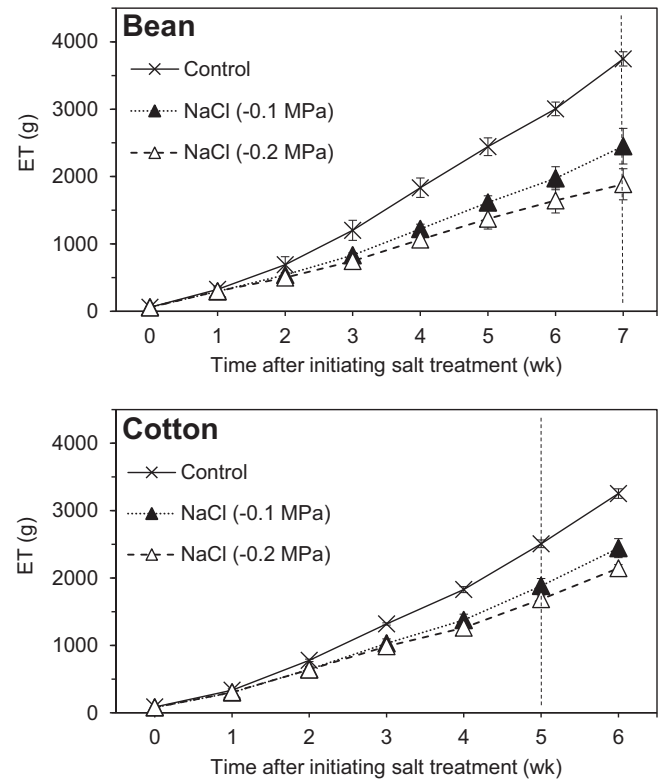 Bean
4000
3000
2000
1000
0
ET (g)
Control
NaCl (-0.1 MPa)
NaCl (-0.2 MPa)
0 1 2 3 4 5 6 7
Time after initiating salt treatment (wk)
Cotton
4000
3000
2000
1000
0
ET (g)
Control
NaCl (-0.1 MPa)
NaCl (-0.2 MPa)
0 1 2 3 4 5 6
Time after initiating salt treatment (wk)